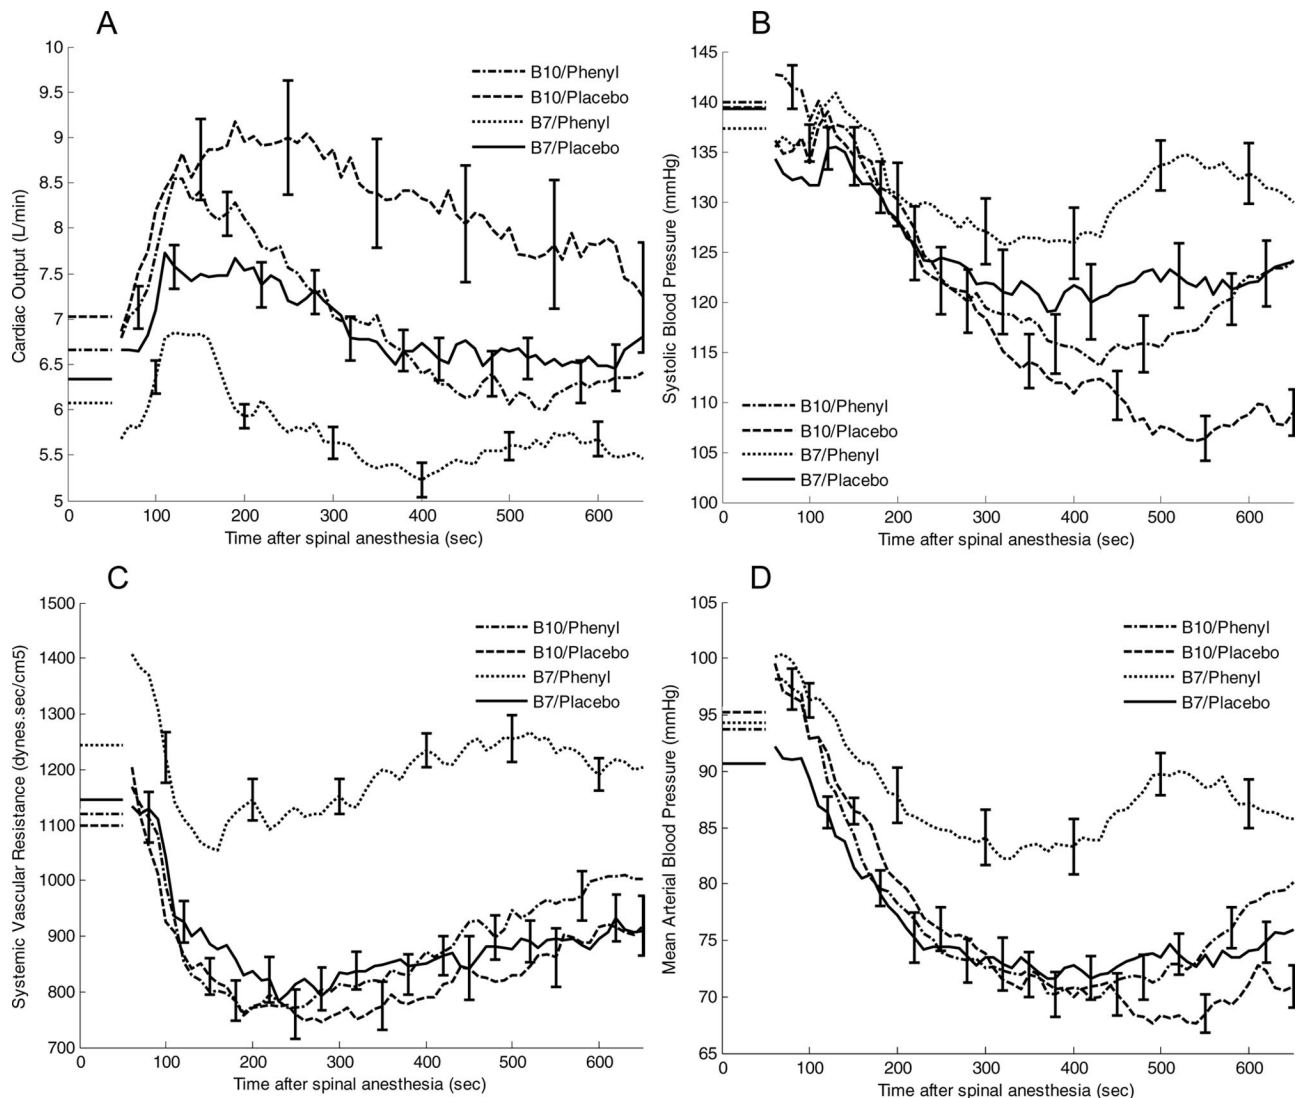 A
10
9.5
9
8.5
8
7.5
7
6.5
6
5.5
5
Cardiac Output (L/min)
B10/Phenyl
B10/Placebo
B7/Phenyl
B7/Placebo
0 100 200 300 400 500 600
Time after spinal anesthesia (sec)
B
145
140
135
130
125
120
115
110
105
100
Systolic Blood Pressure (mmHg)
B10/Phenyl
B10/Placebo
B7/Phenyl
B7/Placebo
0 100 200 300 400 500 600
Time after spinal anesthesia (sec)
C
1500
1400
1300
1200
1100
1000
900
800
700
Systemic Vascular Resistance (dynes.sec/cm5)
B10/Phenyl
B10/Placebo
B7/Phenyl
B7/Placebo
0 100 200 300 400 500 600
Time after spinal anesthesia (sec)
D
105
100
95
90
85
80
75
70
65
Mean Arterial Blood Pressure (mmHg)
B10/Phenyl
B10/Placebo
B7/Phenyl
B7/Placebo
0 100 200 300 400 500 600
Time after spinal anesthesia (sec)